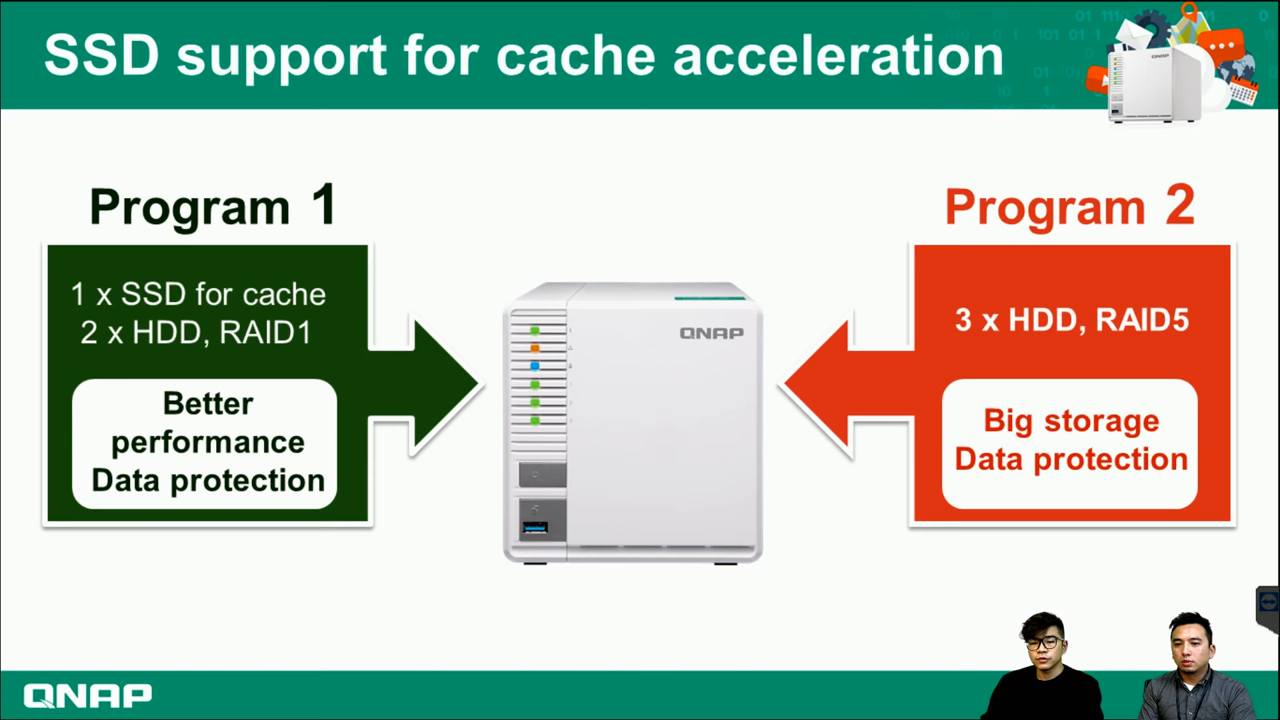 SSD support for cache acceleration
QNAP
Program 1
1 x SSD for cache
2 x HDD, RAID1
Better
performance
Data protection
QNAP
Program 2
3 x HDD, RAID5
Big storage
Data protection
QNAP